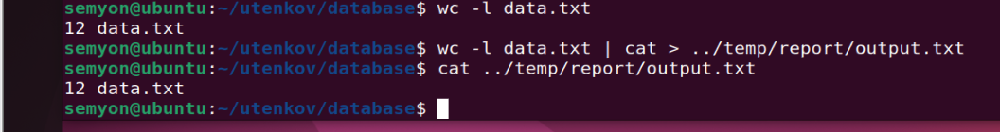 semyon@ubuntu:~/utenkov/database$ wc -l data.txt
12 data.txt
semyon@ubuntu:~/utenkov/database$ wc -l data.txt | cat > ../temp/report/output.txt
semyon@ubuntu:~/utenkov/database$ cat ../temp/report/output.txt
12 data.txt
semyon@ubuntu:~/utenkov/database$